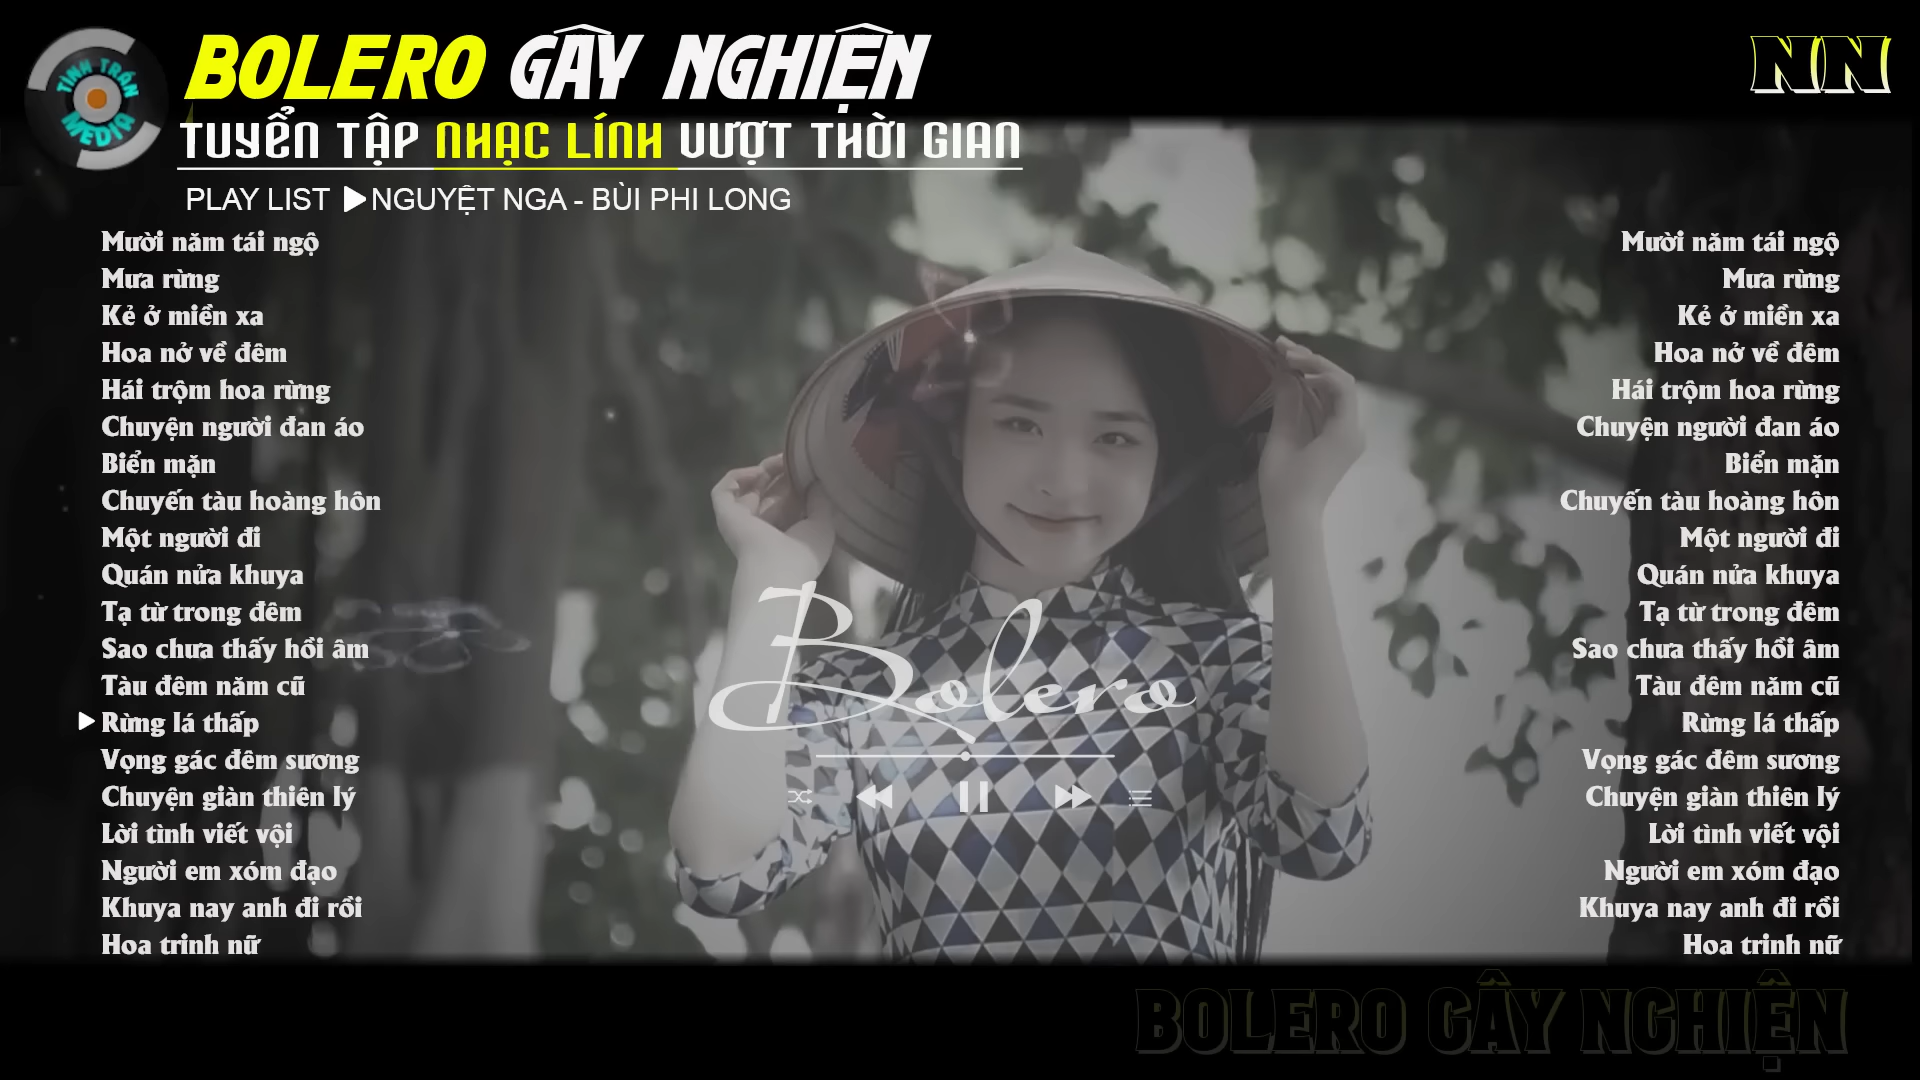 TÌNH TRẦN
MEDIA
BOLERO GÂY NGHIỆN
NN
TUYỂN TẬP NHẠC LÍNH VƯỢT THỜI GIAN
PLAY LIST ▶NGUYỆT NGA - BÙI PHI LONG
Mười năm tái ngộ
Mưa rừng
Kẻ ở miền xa
Hoa nở về đêm
Hái trộm hoa rừng
Chuyện người đan áo
Biển mặn
Chuyến tàu hoàng hôn
Một người đi
Quán nửa khuya
Tạ từ trong đêm
Sao chưa thấy hồi âm
Tàu đêm năm cũ
Rừng lá thấp
Vọng gác đêm sương
Chuyện giàn thiên lý
Lời tình viết vội
Người em xóm đạo
Khuya nay anh đi rồi
Hoa trinh nữ
Bolero
Mười năm tái ngộ
Mưa rừng
Kẻ ở miền xa
Hoa nở về đêm
Hái trộm hoa rừng
Chuyện người đan áo
Biển mặn
Chuyến tàu hoàng hôn
Một người đi
Quán nửa khuya
Tạ từ trong đêm
Sao chưa thấy hồi âm
Tàu đêm năm cũ
Rừng lá thấp
Vọng gác đêm sương
Chuyện giàn thiên lý
Lời tình viết vội
Người em xóm đạo
Khuya nay anh đi rồi
Hoa trinh nữ
BOLERO GÂY NGHIỆN